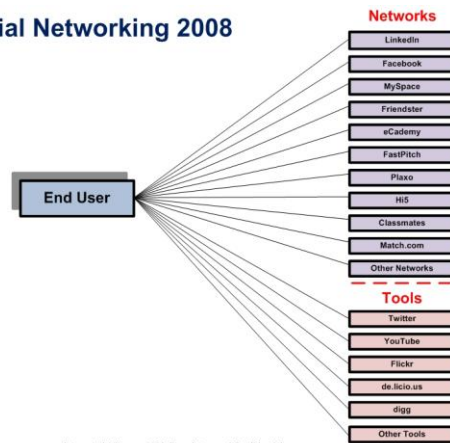 ial Networking 2008
Networks
LinkedIn
Facebook
MySpace
Friendster
eCademy
FastPitch
Plaxo
Hi5
Classmates
Match.com
Other Networks
End User
Tools
Twitter
YouTube
Flickr
de.licio.us
digg
Other Tools